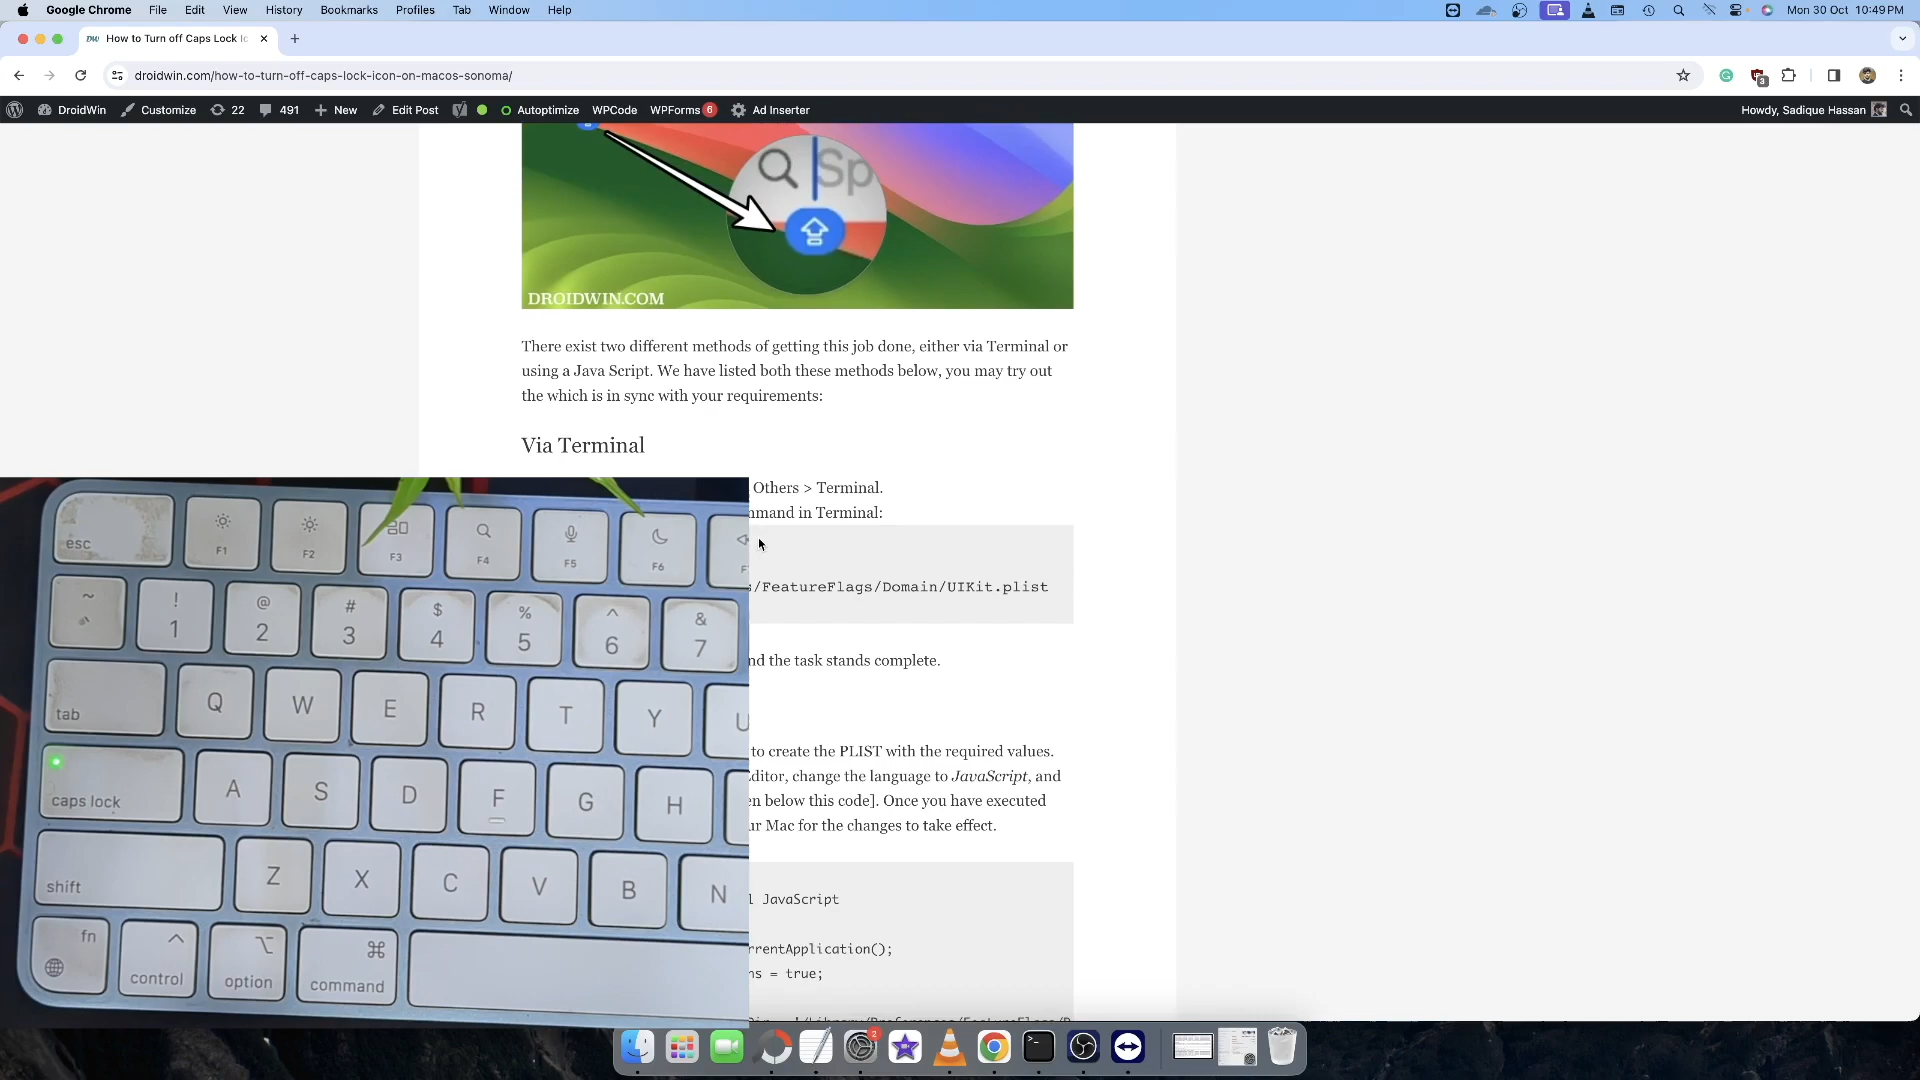 Google Chrome File Edit View History Bookmarks Profiles Tab Window Help
Mon 30 Oct 10:49 PM
DW How to Turn off Caps Lock Ic
droidwin.com/how-to-turn-off-caps-lock-icon-on-macos-sonoma/
3
DroidWin Customize 22 491 New Edit Post Autoptimize WPCode WPForms 6 Ad Inserter
Howdy, Sadique Hassan
Sp
DROIDWIN.COM
There exist two different methods of getting this job done, either via Terminal or
using a Java Script. We have listed both these methods below, you may try out
the which is in sync with your requirements:
Via Terminal
Others > Terminal.
mmand in Terminal:
s/FeatureFlags/Domain/UIKit.plist
nd the task stands complete.
to create the PLIST with the required values.
Editor, change the language to JavaScript, and
en below this code]. Once you have executed
ur Mac for the changes to take effect.
l JavaScript
rrentApplication();
ns = true;
esc F1 F2 F3 F4 F5 F6
~ ! @ # $ % ^ &
1 2 3 4 5 6 7
tab Q W E R T Y U
caps lock A S D F G H
shift Z X C V B N
fn ^ ⌥ ⌘
control option command
2